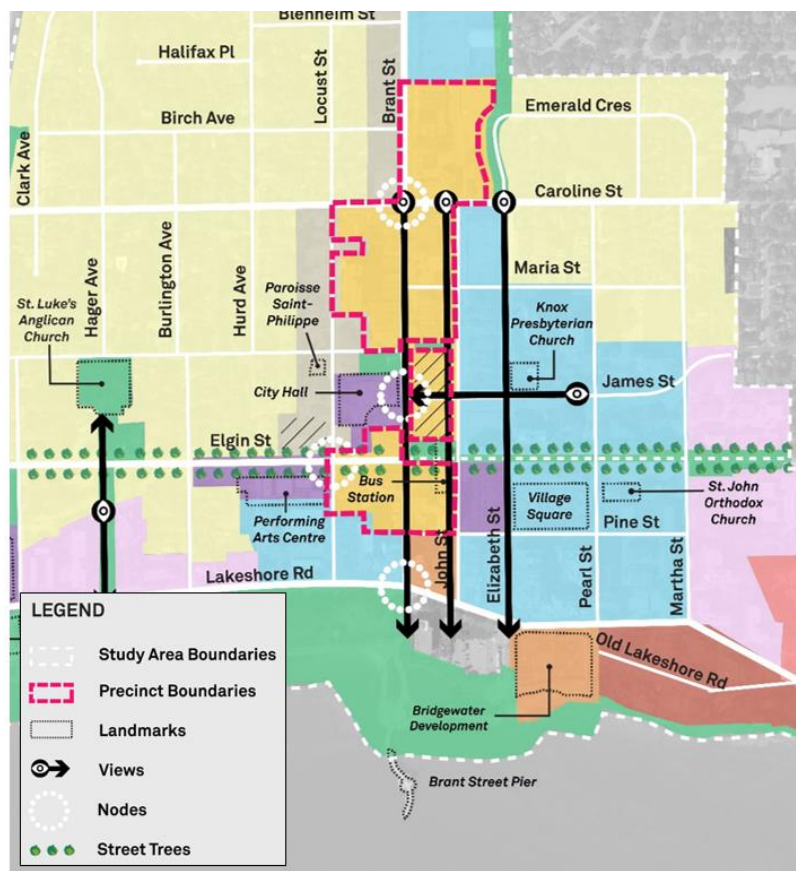 Blenheim St
Halifax Pl
Locust St
Brant St
Birch Ave
Emerald Cres
Clark Ave
Caroline St
Hager Ave
Burlington Ave
Hurd Ave
Maria St
St. Luke's
Anglican
Church
Paroisse
Saint-
Philippe
Knox
Presbyterian
Church
City Hall
James St
Elgin St
Bus
Station
Performing
Arts Centre
John St
Elizabeth St
Village
Square
St. John
Orthodox
Church
Pine St
Pearl St
Martha St
Lakeshore Rd
Old Lakeshore Rd
Bridgewater
Development
Brant Street Pier
LEGEND
Study Area Boundaries
Precinct Boundaries
Landmarks
Views
Nodes
Street Trees